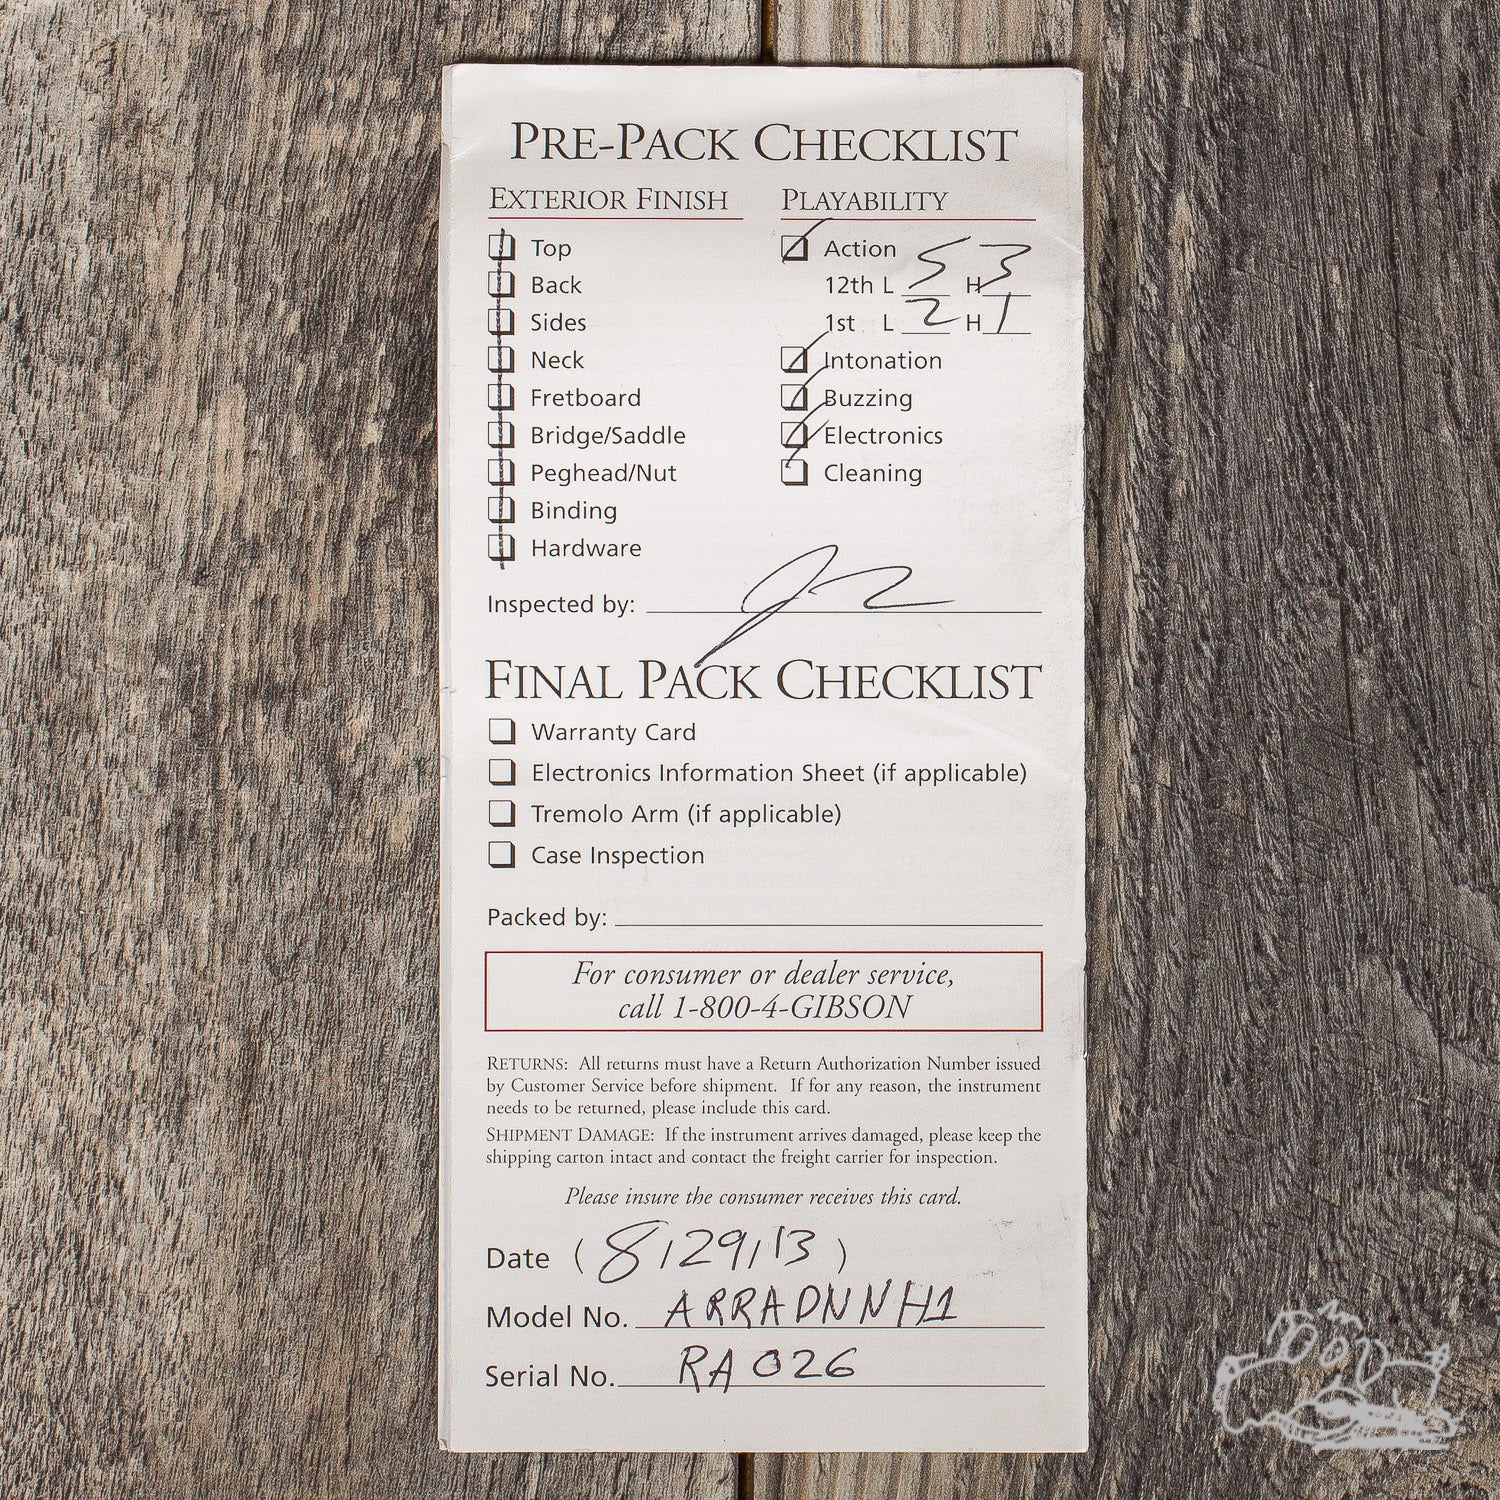 PRE-PACK CHECKLIST
EXTERIOR FINISH
Top
Back
Sides
Neck
Fretboard
Bridge/Saddle
Peghead/Nut
Binding
Hardware
PLAYABILITY
Action
12th L 5 H 3
1st L 2 H 1
Intonation
Buzzing
Electronics
Cleaning
Inspected by:
FINAL PACK CHECKLIST
Warranty Card
Electronics Information Sheet (if applicable)
Tremolo Arm (if applicable)
Case Inspection
Packed by:
For consumer or dealer service,
call 1-800-4-GIBSON
RETURNS: All returns must have a Return Authorization Number issued
by Customer Service before shipment. If for any reason, the instrument
needs to be returned, please include this card.
SHIPMENT DAMAGE: If the instrument arrives damaged, please keep the
shipping carton intact and contact the freight carrier for inspection.
Please insure the consumer receives this card.
Date ( 8/29/13 )
Model No. ARRADNNH1
Serial No. RA026